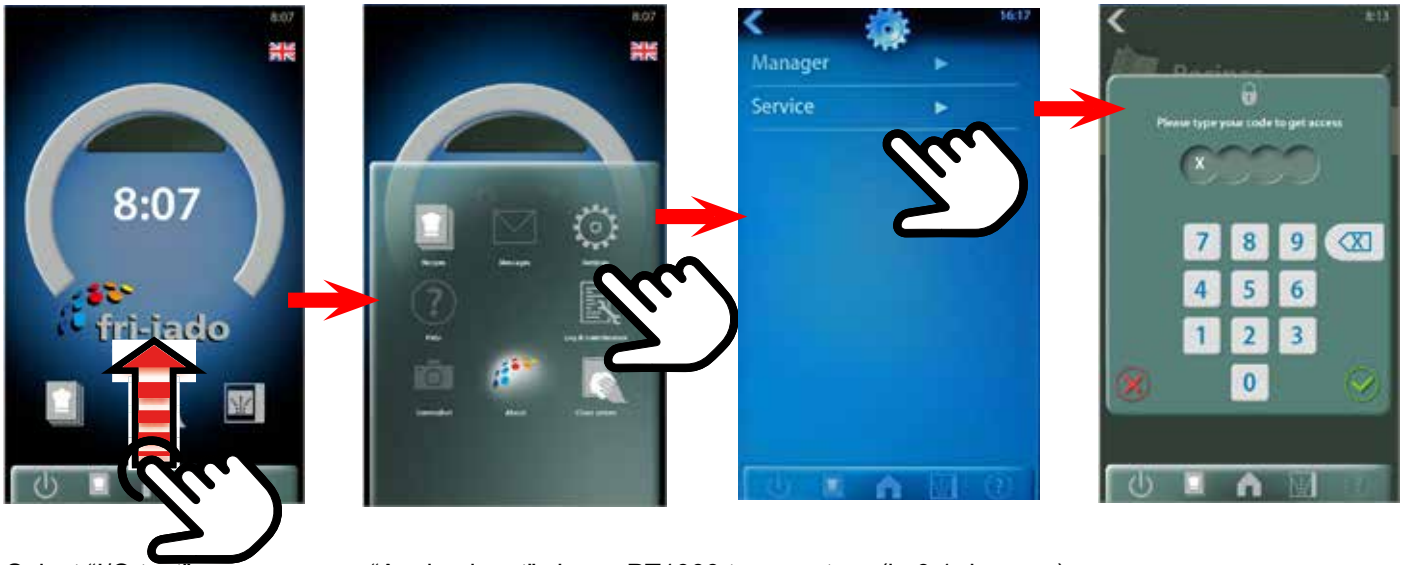 8:07
8:07
fri-jado
8:07
Recipes
Messages
Settings
Help
Log & maintenance
Screenshot
About
Clean screen
16:17
Manager
Service
8:13
Recipes
Please type your code to get access
X
7 8 9 X
4 5 6
1 2 3
0